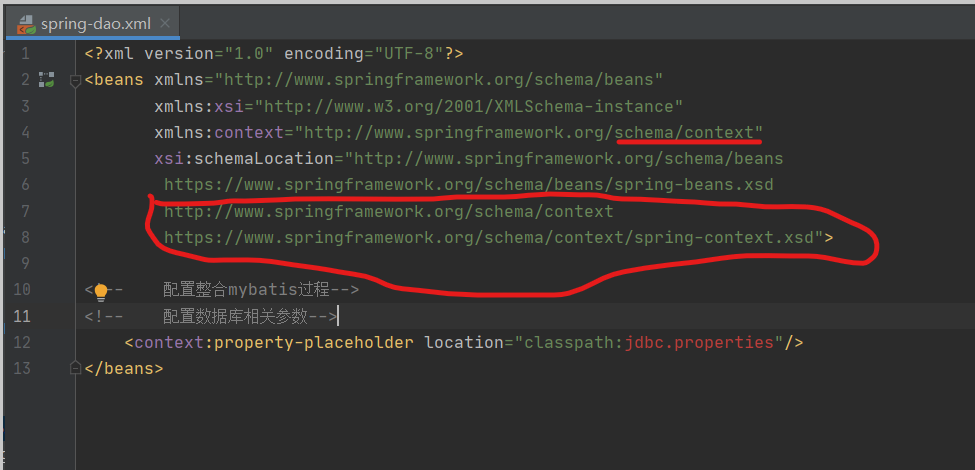 spring-dao.xml
1 <?xml version="1.0" encoding="UTF-8"?>
2 <beans xmlns="http://www.springframework.org/schema/beans"
3 xmlns:xsi="http://www.w3.org/2001/XMLSchema-instance"
4 xmlns:context="http://www.springframework.org/schema/context"
5 xsi:schemaLocation="http://www.springframework.org/schema/beans
6 https://www.springframework.org/schema/beans/spring-beans.xsd
7 http://www.springframework.org/schema/context
8 https://www.springframework.org/schema/context/spring-context.xsd">
9
10 <!-- 配置整合mybatis过程-->
11 <!-- 配置数据库相关参数-->
12 <context:property-placeholder location="classpath:jdbc.properties"/>
13 </beans>